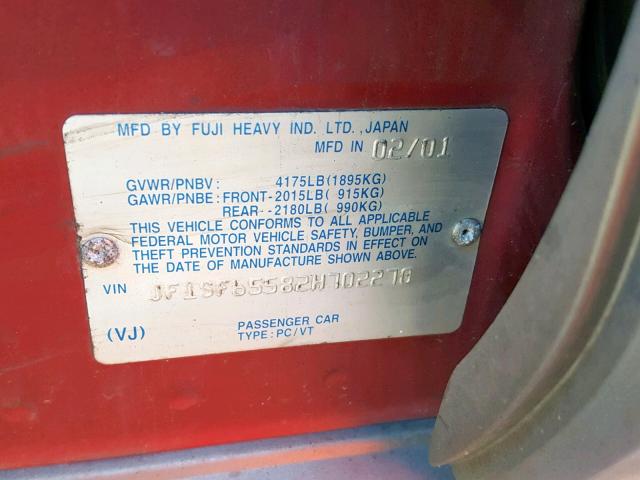 MFD BY FUJI HEAVY IND. LTD., JAPAN
MFD IN 02/01
GVWR/PNBV: 4175LB(1895KG)
GAWR/PNBE: FRONT-2015LB( 915KG)
REAR--2180LB( 990KG)
THIS VEHICLE CONFORMS TO ALL APPLICABLE
FEDERAL MOTOR VEHICLE SAFETY, BUMPER, AND
THEFT PREVENTION STANDARDS IN EFFECT ON
THE DATE OF MANUFACTURE SHOWN ABOVE.
VIN
(VJ)
PASSENGER CAR
TYPE: PC/VT